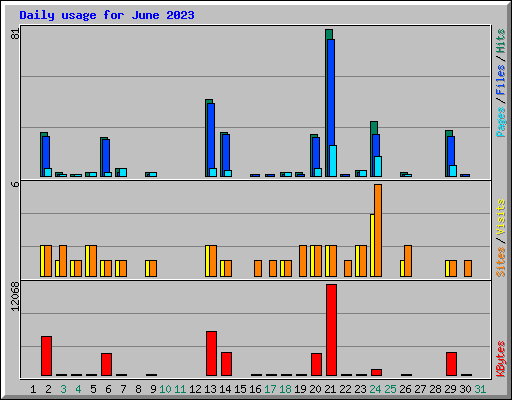 Daily usage for June 2023
81
Pages / Files / Hits
6
Sites / Visits
12068
KBytes
1 2 3 4 5 6 7 8 9 10 11 12 13 14 15 16 17 18 19 20 21 22 23 24 25 26 27 28 29 30 31